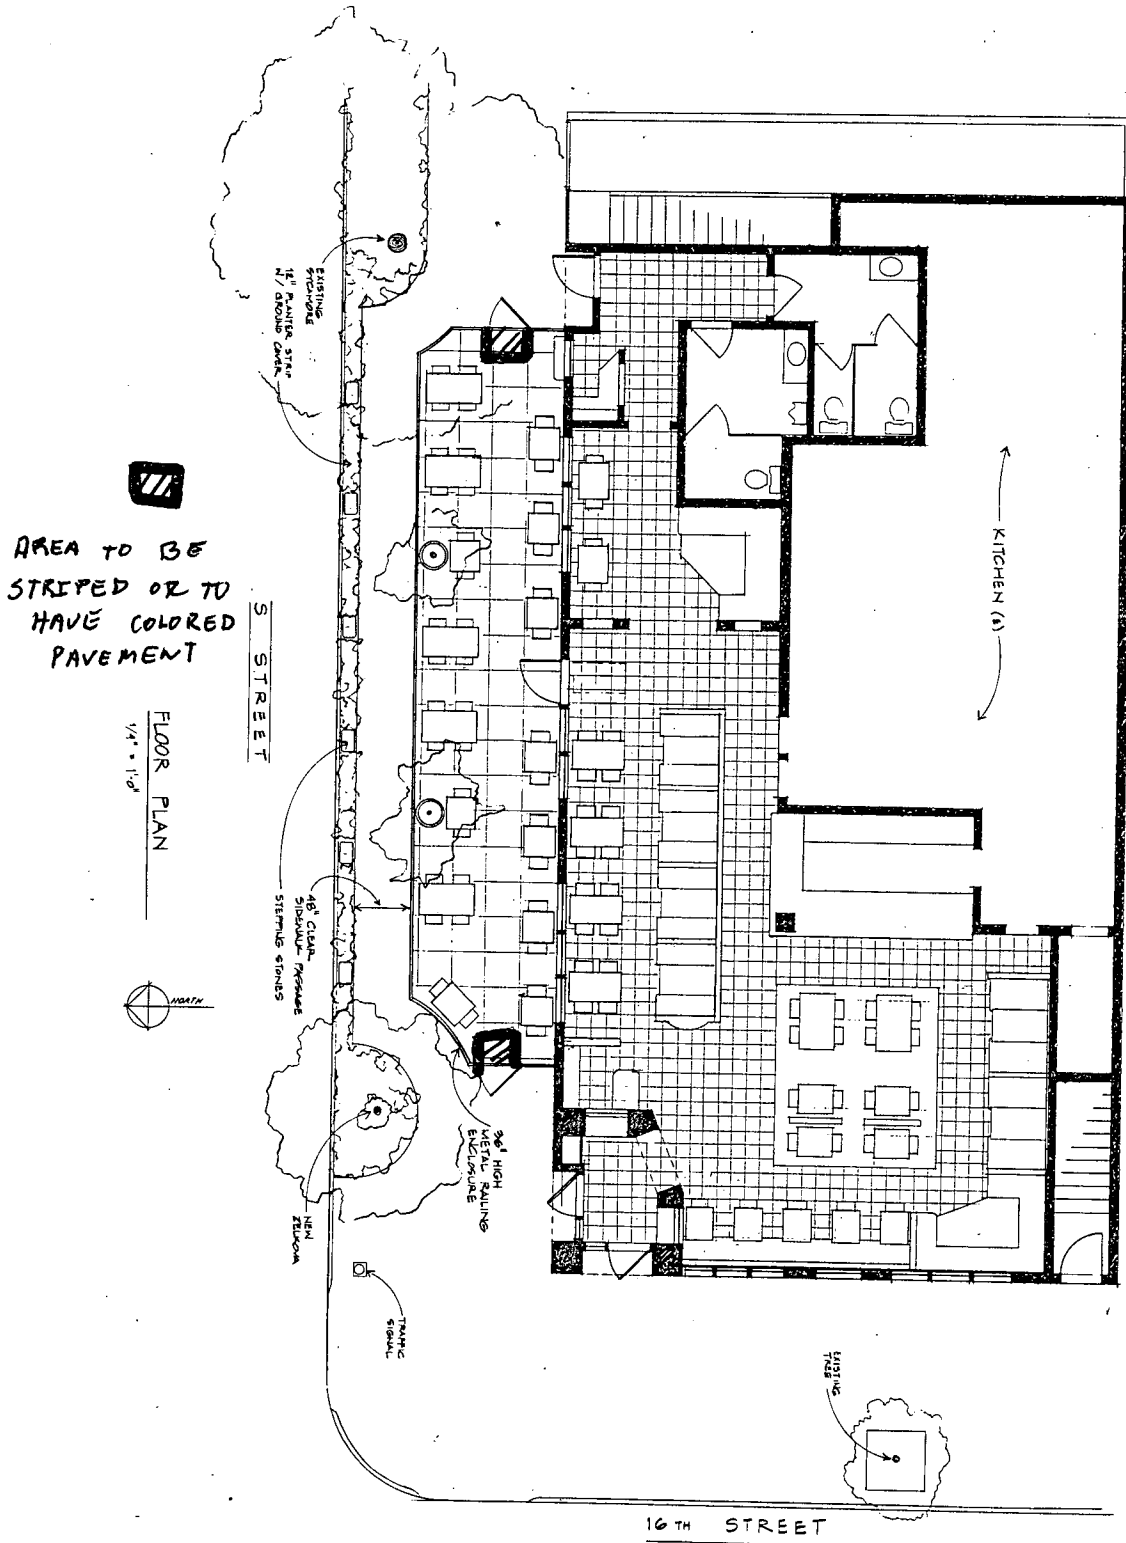 EXISTING
SYCAMORE
12" PLANTER STRIP
W/ GROUND COVER
AREA TO BE
STRIPED OR TO
HAVE COLORED
PAVEMENT
S STREET
FLOOR PLAN
1/4" = 1'0"
48" CLEAR
SIDEWALK PASSAGE
STEPPING STONES
NORTH
36" HIGH
METAL RAILING
ENCLOSURE
NEW
ZELKOVA
TRAFFIC
SIGNAL
KITCHEN (E)
EXISTING
TREE
16TH STREET